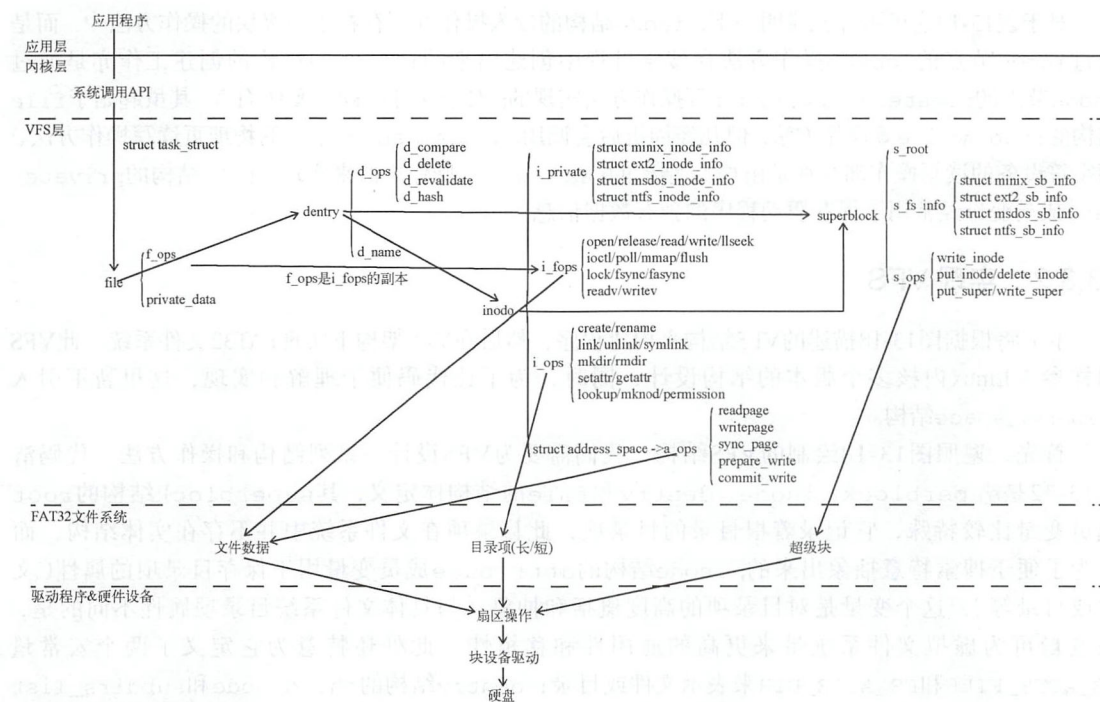 应用程序
应用层
内核层
系统调用API
VFS层
struct task_struct
d_ops
d_compare
d_delete
d_revalidate
d_hash
dentry
d_name
f_ops
file
private_data
f_ops是i_fops的副本
inodo
i_private
struct minix_inode_info
struct ext2_inode_info
struct msdos_inode_info
struct ntfs_inode_info
i_fops
open/release/read/write/llseek
ioctl/poll/mmap/flush
lock/fsync/fasync
readv/writev
i_ops
create/rename
link/unlink/symlink
mkdir/rmdir
setattr/getattr
lookup/mknod/permission
struct address_space ->a_ops
readpage
writepage
sync_page
prepare_write
commit_write
superblock
s_root
s_fs_info
struct minix_sb_info
struct ext2_sb_info
struct msdos_sb_info
struct ntfs_sb_info
s_ops
write_inode
put_inode/delete_inode
put_super/write_super
FAT32文件系统
文件数据
目录项(长/短)
超级块
驱动程序&硬件设备
扇区操作
块设备驱动
硬盘